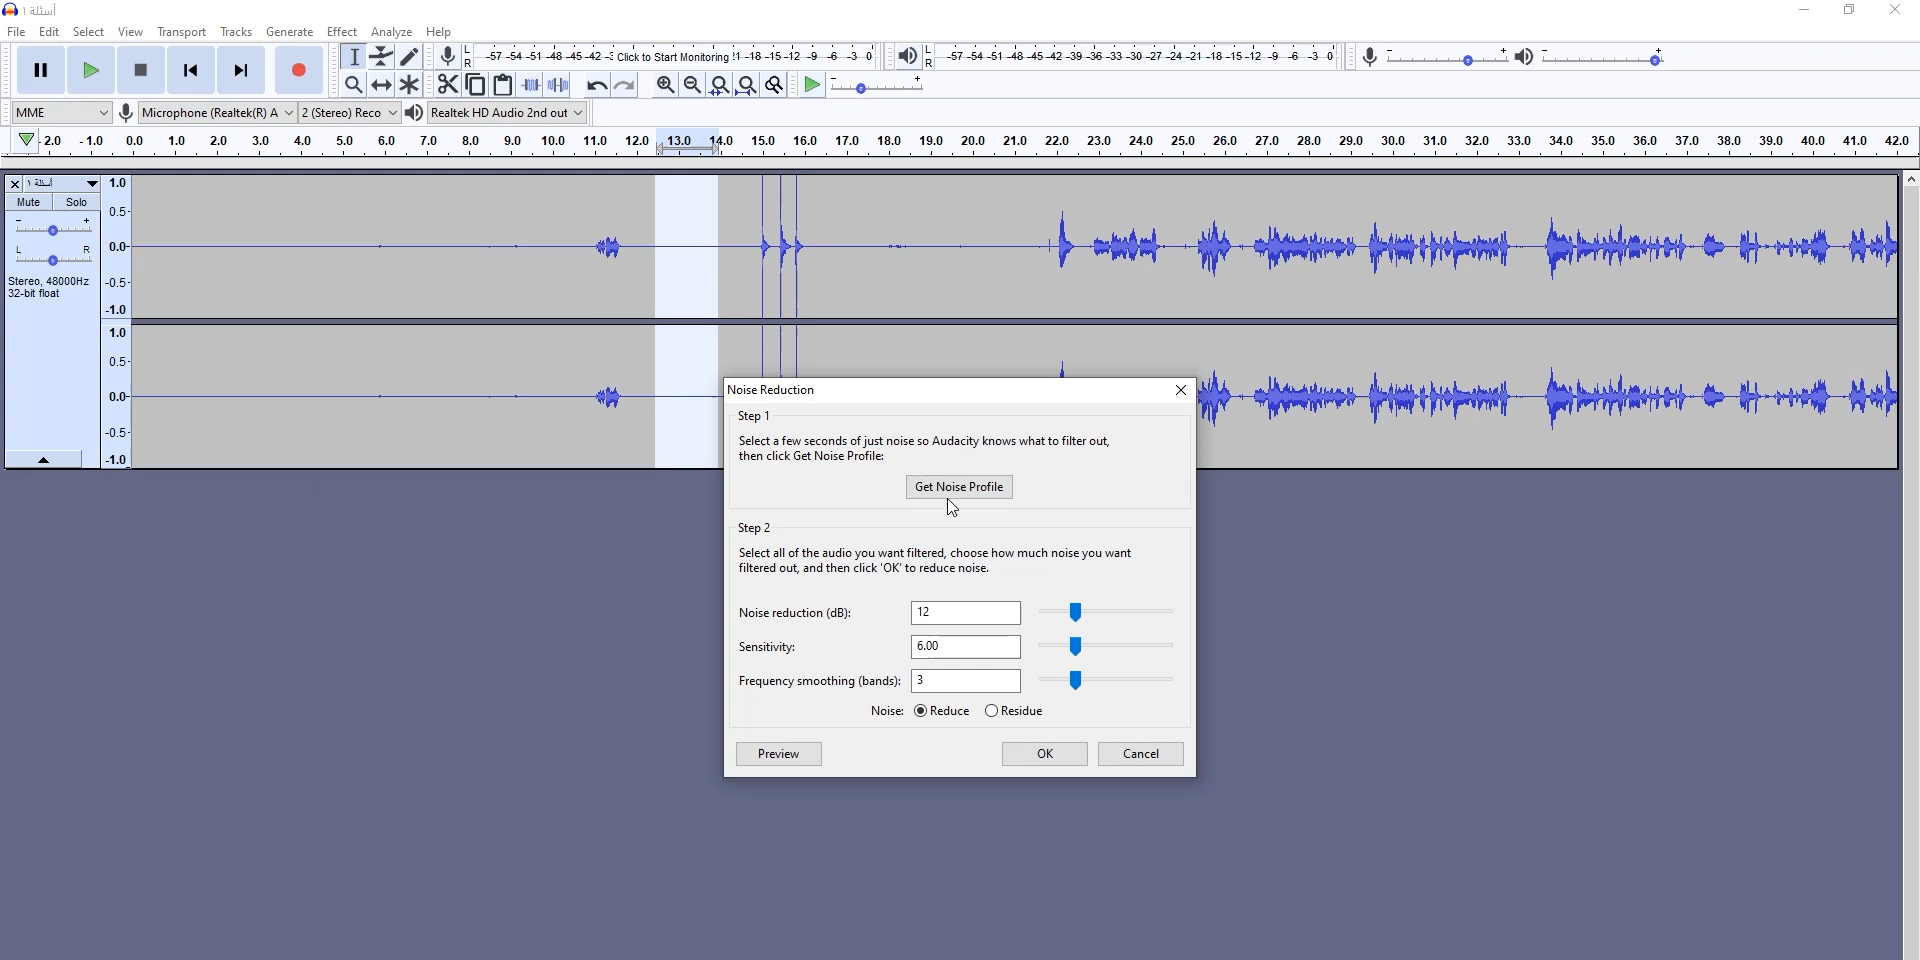 أسئلة ١
File Edit Select View Transport Tracks Generate Effect Analyze Help
L
R
-57 -54 -51 -48 -45 -42 -3 Click to Start Monitoring !1 -18 -15 -12 -9 -6 -3 0
L
R
-57 -54 -51 -48 -45 -42 -39 -36 -33 -30 -27 -24 -21 -18 -15 -12 -9 -6 -3 0
MME Microphone (Realtek(R) A 2 (Stereo) Reco Realtek HD Audio 2nd out
2.0 -1.0 0.0 1.0 2.0 3.0 4.0 5.0 6.0 7.0 8.0 9.0 10.0 11.0 12.0 13.0 14.0 15.0 16.0 17.0 18.0 19.0 20.0 21.0 22.0 23.0 24.0 25.0 26.0 27.0 28.0 29.0 30.0 31.0 32.0 33.0 34.0 35.0 36.0 37.0 38.0 39.0 40.0 41.0 42.0
أسئلة ١
Mute Solo
- +
L R
Stereo, 48000Hz
32-bit float
1.0
0.5-
0.0-
-0.5-
-1.0
1.0
0.5-
0.0-
-0.5-
-1.0
Noise Reduction
Step 1
Select a few seconds of just noise so Audacity knows what to filter out,
then click Get Noise Profile:
Get Noise Profile
Step 2
Select all of the audio you want filtered, choose how much noise you want
filtered out, and then click 'OK' to reduce noise.
Noise reduction (dB): 12
Sensitivity: 6.00
Frequency smoothing (bands): 3
Noise: Reduce Residue
Preview OK Cancel